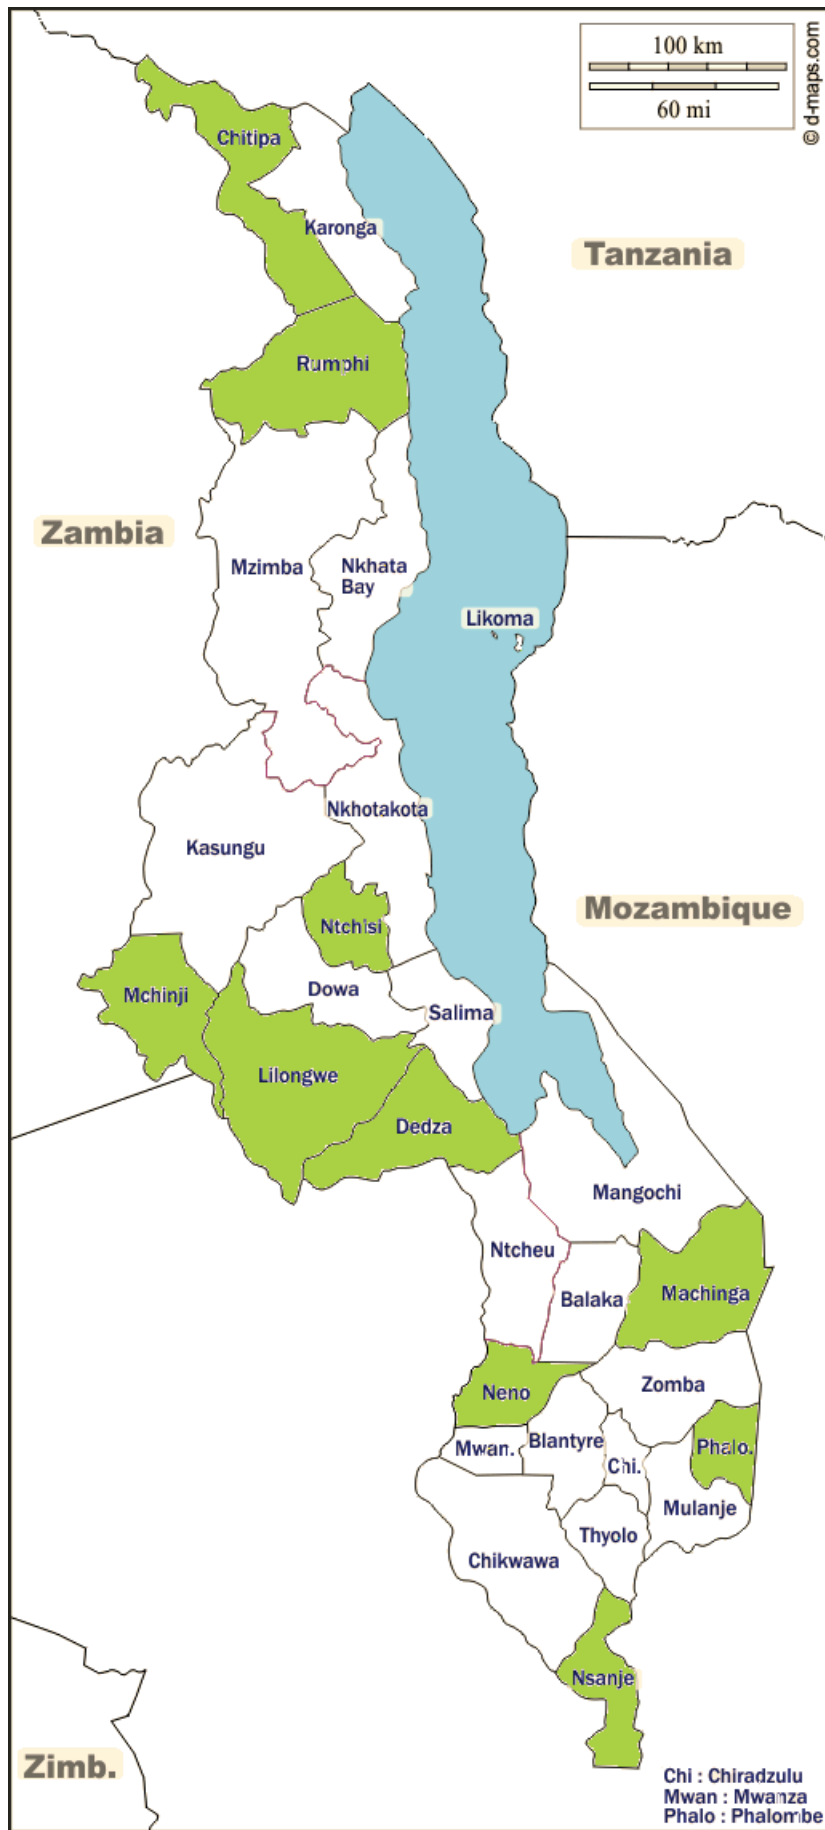 100 km
60 mi
© d-maps.com
Chitipa
Karonga
Tanzania
Rumphi
Zambia
Mzimba
Nkhata
Bay
Likoma
Nkhotakota
Kasungu
Mozambique
Ntchisi
Dowa
Mchinji
Salima
Lilongwe
Dedza
Mangochi
Ntcheu
Balaka
Machinga
Neno
Zomba
Mwan.
Blantyre
Chi.
Phalo.
Mulanje
Thyolo
Chikwawa
Nsanje
Zimb.
Chi : Chiradzulu
Mwan : Mwanza
Phalo : Phalombe